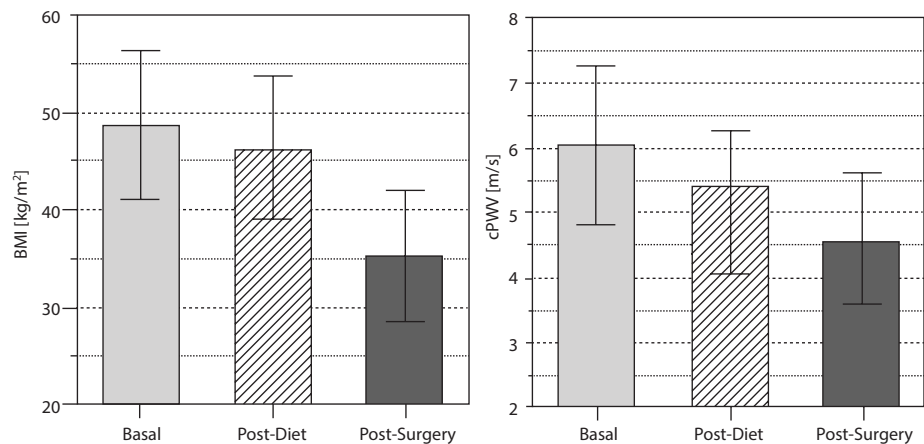 60
50
40
30
20
BMI [kg/m²]
Basal
Post-Diet
Post-Surgery
8
7
6
5
4
3
2
cPWV [m/s]
Basal
Post-Diet
Post-Surgery